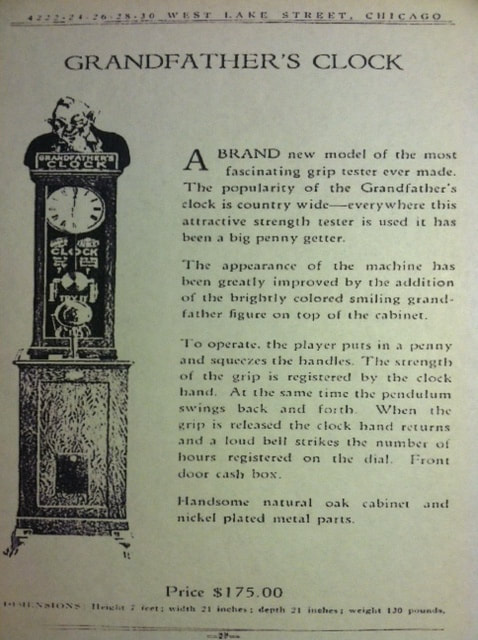 4222-24-26-28-30 WEST LAKE STREET, CHICAGO
GRANDFATHER'S CLOCK
GRANDFATHER'S
CLOCK
CLOCK
A BRAND new model of the most
fascinating grip tester ever made.
The popularity of the Grandfather's
clock is country wide—everywhere this
attractive strength tester is used it has
been a big penny getter.
The appearance of the machine has
been greatly improved by the addition
of the brightly colored smiling grand-
father figure on top of the cabinet.
To operate, the player puts in a penny
and squeezes the handles. The strength
of the grip is registered by the clock
hand. At the same time the pendulum
swings back and forth. When the
grip is released the clock hand returns
and a loud bell strikes the number of
hours registered on the dial. Front
door cash box.
Handsome natural oak cabinet and
nickel plated metal parts.
Price $175.00
DIMENSIONS: Height 7 feet; width 21 inches; depth 21 inches; weight 130 pounds.